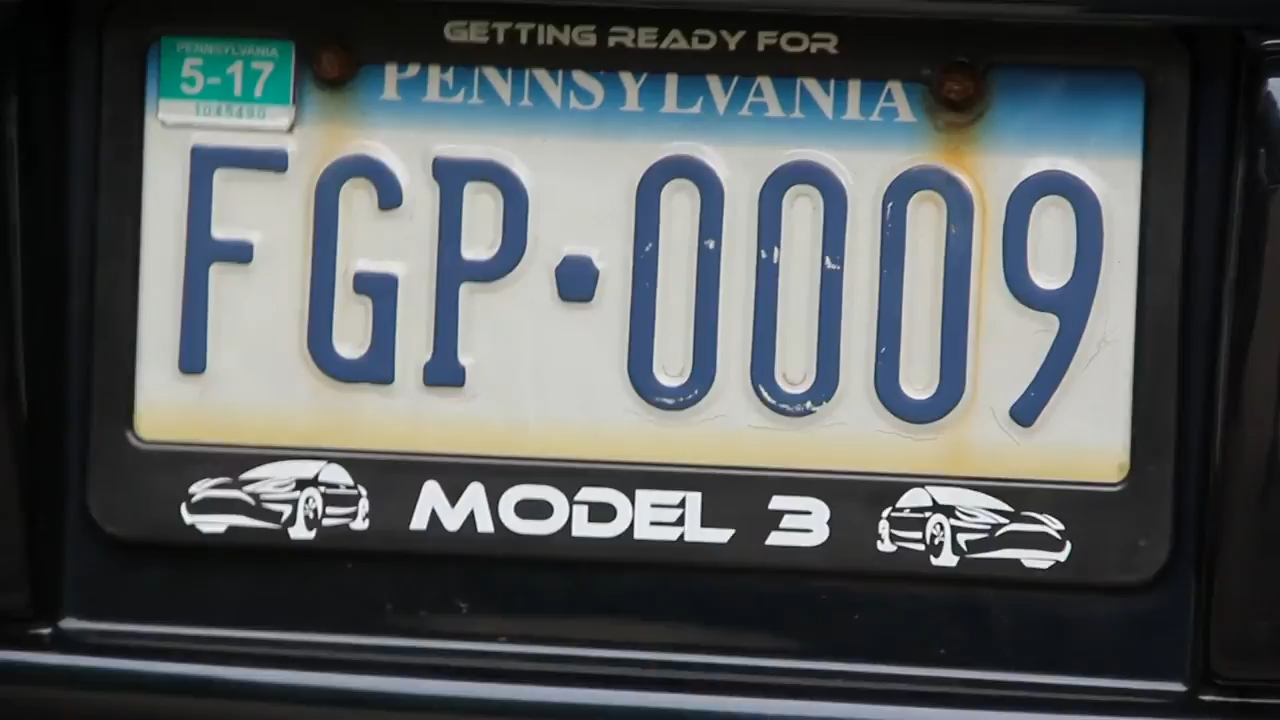 GETTING READY FOR
PENNSYLVANIA
5-17
PENNSYLVANIA
FGP·0009
MODEL 3